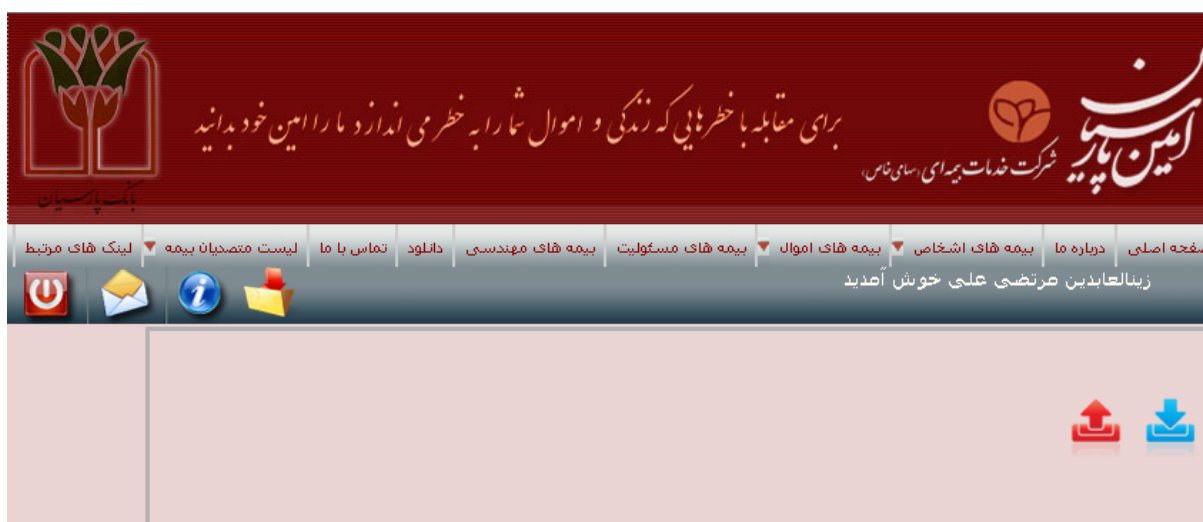 امین پارسیان
شرکت خدمات بیمه ای (سهامی خاص)
برای مقابله با خطرهایی که زندگی و اموال شما را به خطر می اندازد ما را امین خود بدانید
بانک پارسیان
صفحه اصلی درباره ما بیمه های اشخاص بیمه های اموال بیمه های مسئولیت بیمه های مهندسی دانلود تماس با ما لیست متصدیان بیمه لینک های مرتبط
زینالعابدین مرتضی علی خوش آمدید